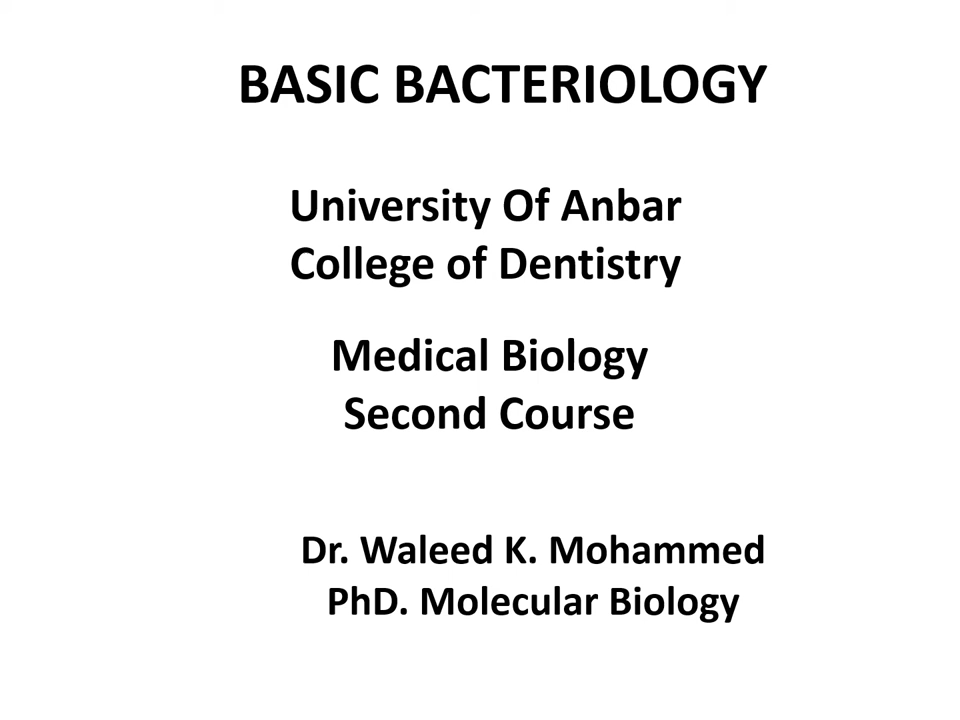 BASIC BACTERIOLOGY
University Of Anbar
College of Dentistry
Medical Biology
Second Course
Dr. Waleed K. Mohammed
PhD. Molecular Biology